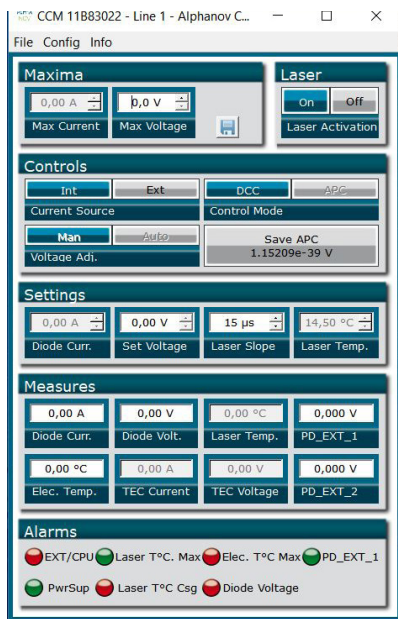 CCM 11B83022 - Line 1 - Alphanov C...
File Config Info
Maxima
0,00 A
0,0 V
Max Current
Max Voltage
Laser
On
Off
Laser Activation
Controls
Int
Ext
Current Source
DCC
APC
Control Mode
Man
Auto
Voltage Adj.
Save APC
1.15209e-39 V
Settings
0,00 A
0,00 V
15 µs
14,50 °C
Diode Curr.
Set Voltage
Laser Slope
Laser Temp.
Measures
0,00 A
0,00 V
0,00 °C
0,000 V
Diode Curr.
Diode Volt.
Laser Temp.
PD_EXT_1
0,00 °C
0,00 A
0,00 V
0,000 V
Elec. Temp.
TEC Current
TEC Voltage
PD_EXT_2
Alarms
EXT/CPU
Laser T°C. Max
Elec. T°C Max
PD_EXT_1
PwrSup
Laser T°C Csg
Diode Voltage